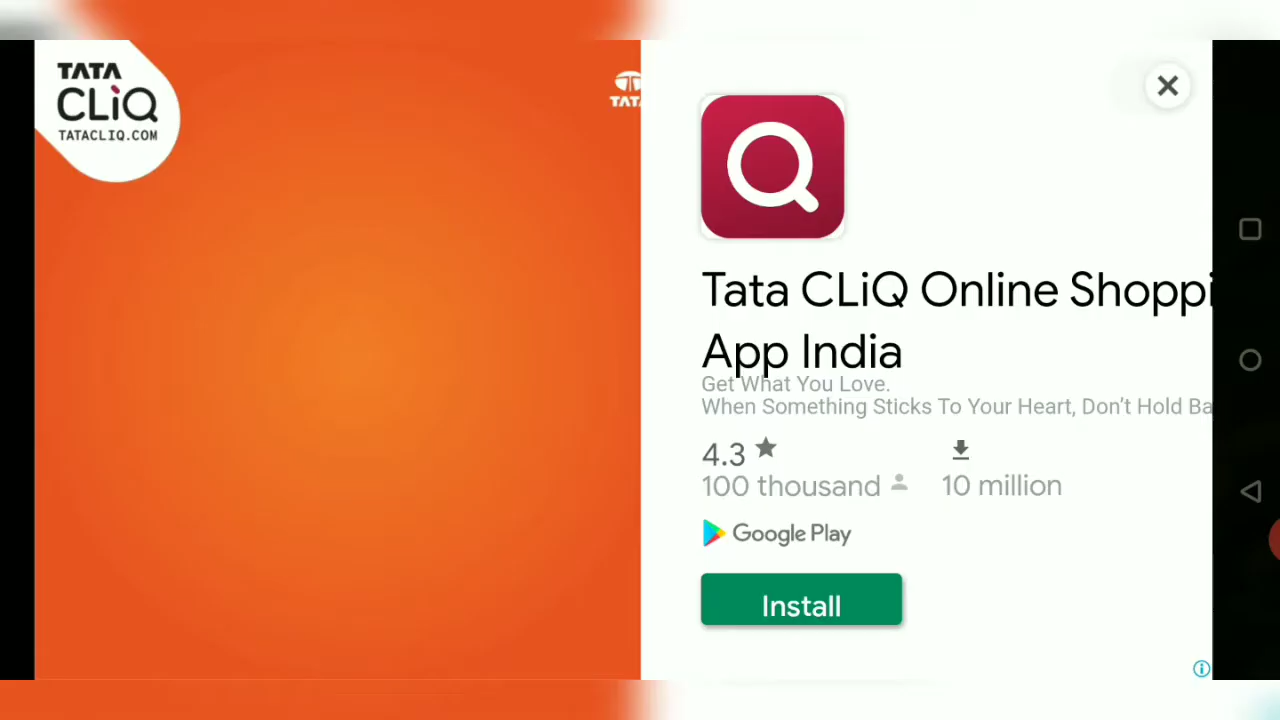 TATA
CLiQ
TATACLIQ.COM
TAT
Tata CLiQ Online Shoppi
App India
Get What You Love.
When Something Sticks To Your Heart, Don't Hold Ba
4.3
100 thousand
10 million
Google Play
Install